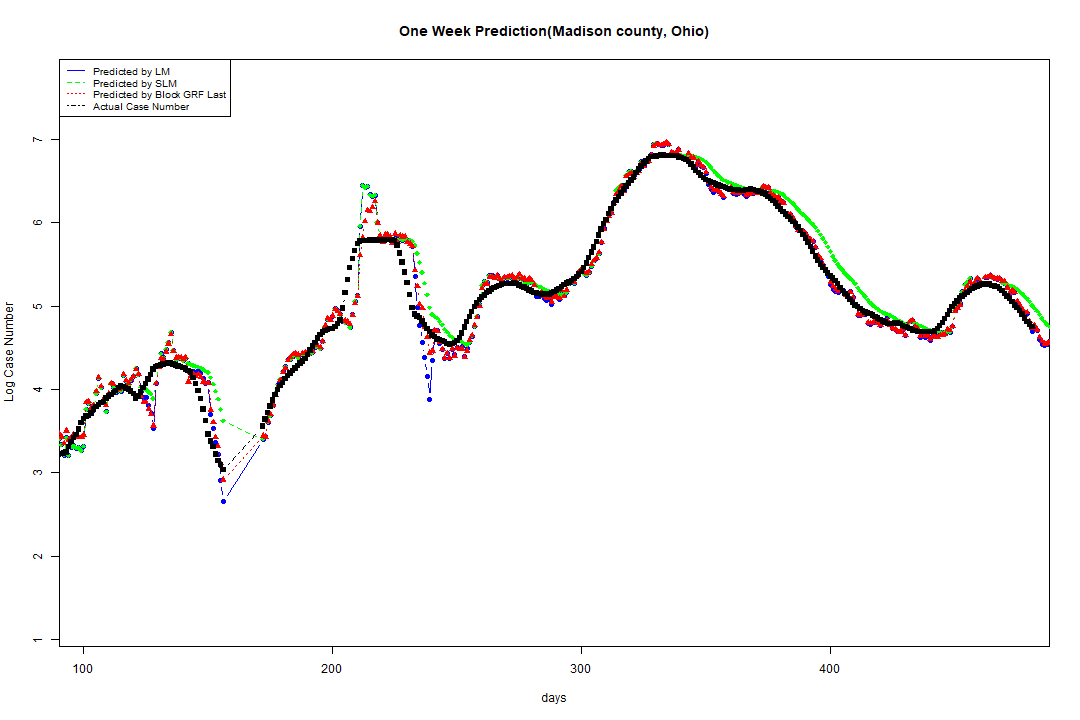 One Week Prediction(Madison county, Ohio)
Predicted by LM
Predicted by SLM
Predicted by Block GRF Last
Actual Case Number
Log Case Number
7
6
5
4
3
2
1
100 200 300 400
days